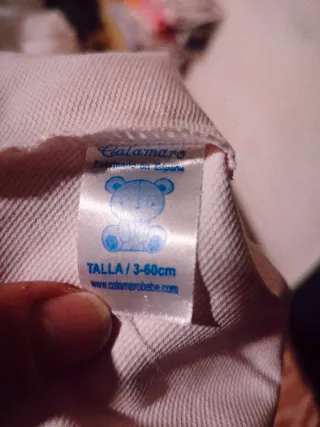 Calamaro
Fabricado en España
TALLA / 3-60cm
www.calamarobebe.com